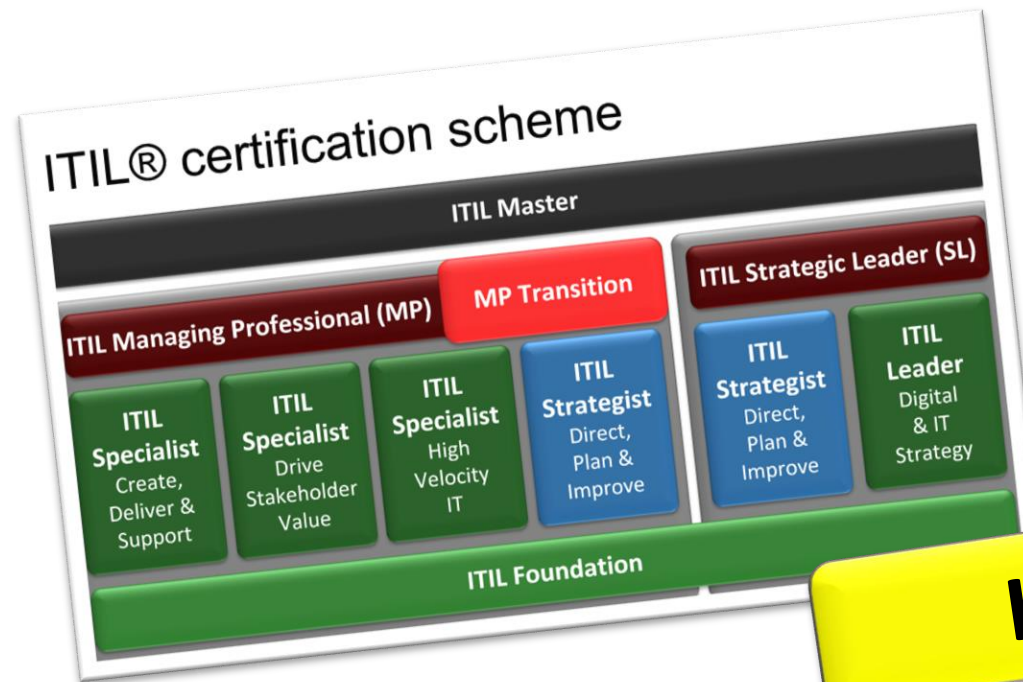 ITIL® certification scheme
ITIL Master
ITIL Managing Professional (MP)
MP Transition
ITIL Strategic Leader (SL)
ITIL
Specialist
Create,
Deliver &
Support
ITIL
Specialist
Drive
Stakeholder
Value
ITIL
Specialist
High
Velocity
IT
ITIL
Strategist
Direct,
Plan &
Improve
ITIL
Strategist
Direct,
Plan &
Improve
ITIL
Leader
Digital
& IT
Strategy
ITIL Foundation